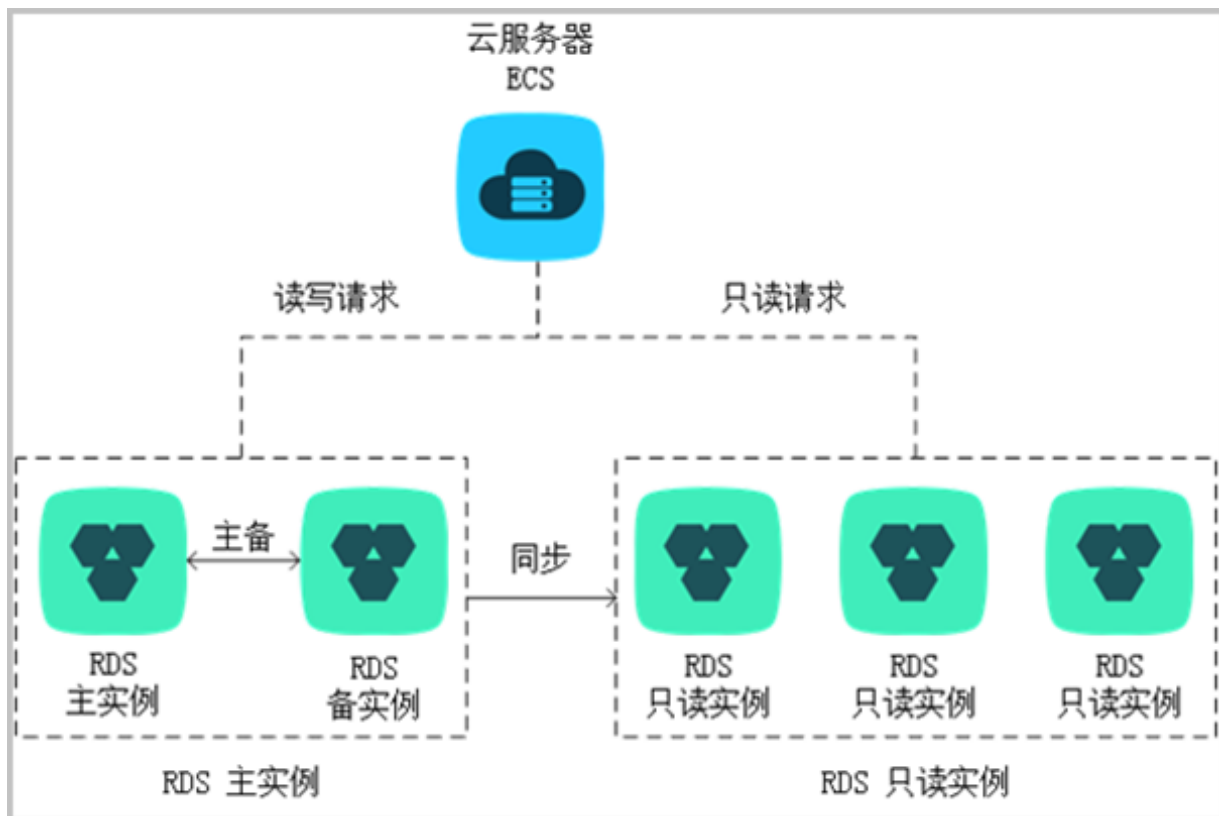 云服务器
ECS
读写请求
只读请求
主备
同步
RDS
主实例
RDS
备实例
RDS
只读实例
RDS
只读实例
RDS
只读实例
RDS 主实例
RDS 只读实例